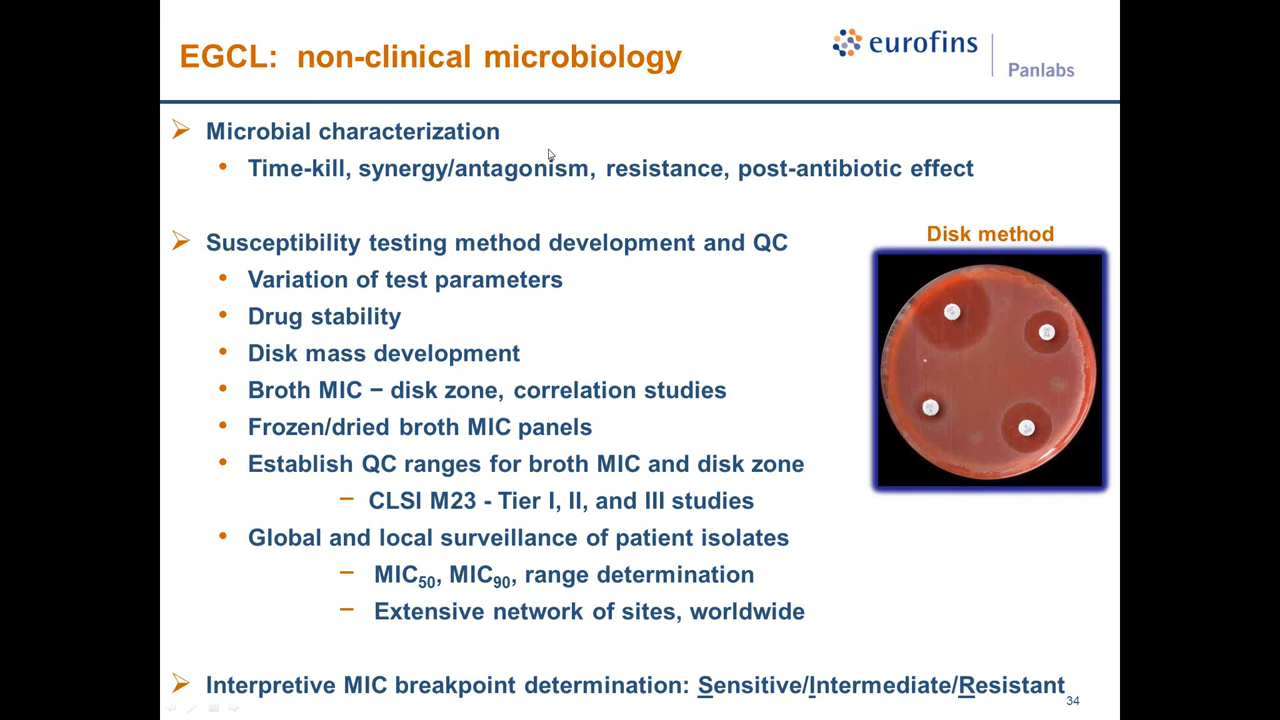 EGCL: non-clinical microbiology
eurofins
Panlabs
➢ Microbial characterization
• Time-kill, synergy/antagonism, resistance, post-antibiotic effect
➢ Susceptibility testing method development and QC
• Variation of test parameters
• Drug stability
• Disk mass development
• Broth MIC – disk zone, correlation studies
• Frozen/dried broth MIC panels
• Establish QC ranges for broth MIC and disk zone
– CLSI M23 - Tier I, II, and III studies
• Global and local surveillance of patient isolates
– MIC50, MIC90, range determination
– Extensive network of sites, worldwide
Disk method
➢ Interpretive MIC breakpoint determination: Sensitive/Intermediate/Resistant
34